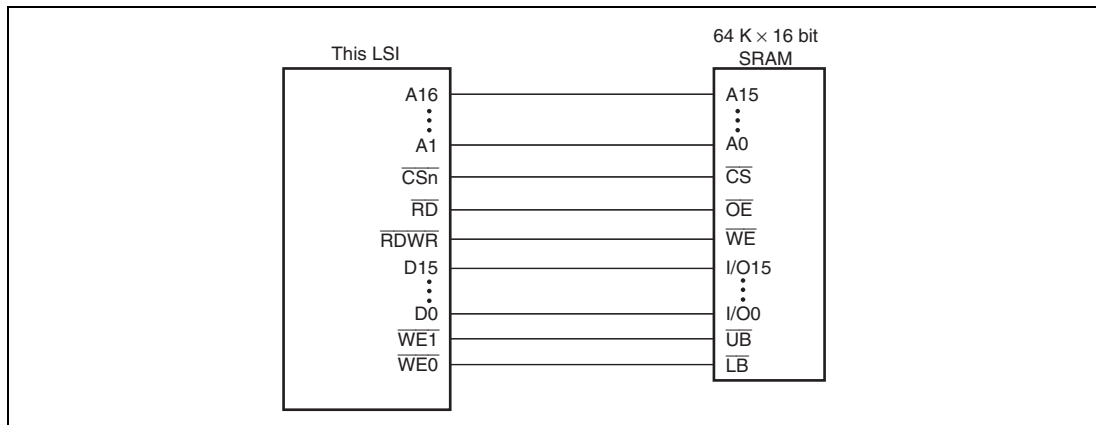 This LSI
64 K × 16 bit
SRAM
A16 A15
A1 A0
CSn CS
RD OE
RDWR WE
D15 I/O15
D0 I/O0
WE1 UB
WE0 LB